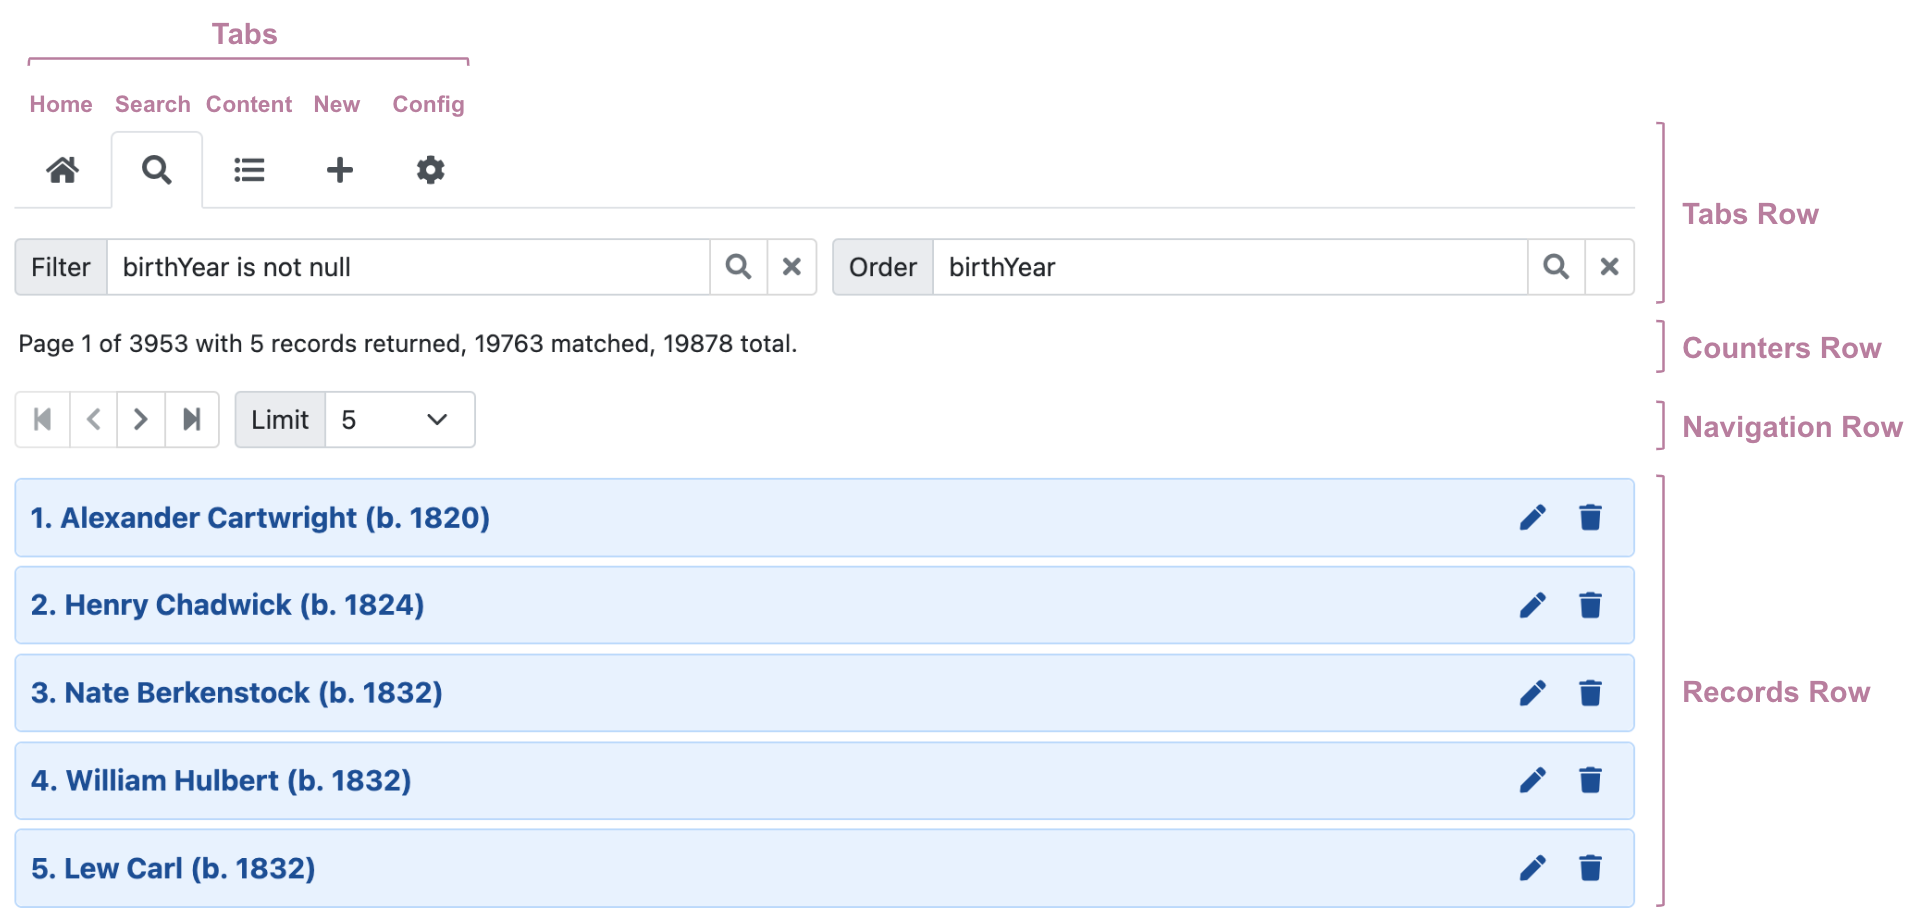 Tabs
Home Search Content New Config
Tabs Row
Filter birthYear is not null Order birthYear
Page 1 of 3953 with 5 records returned, 19763 matched, 19878 total.
Counters Row
Limit 5
Navigation Row
1. Alexander Cartwright (b. 1820)
2. Henry Chadwick (b. 1824)
3. Nate Berkenstock (b. 1832)
Records Row
4. William Hulbert (b. 1832)
5. Lew Carl (b. 1832)